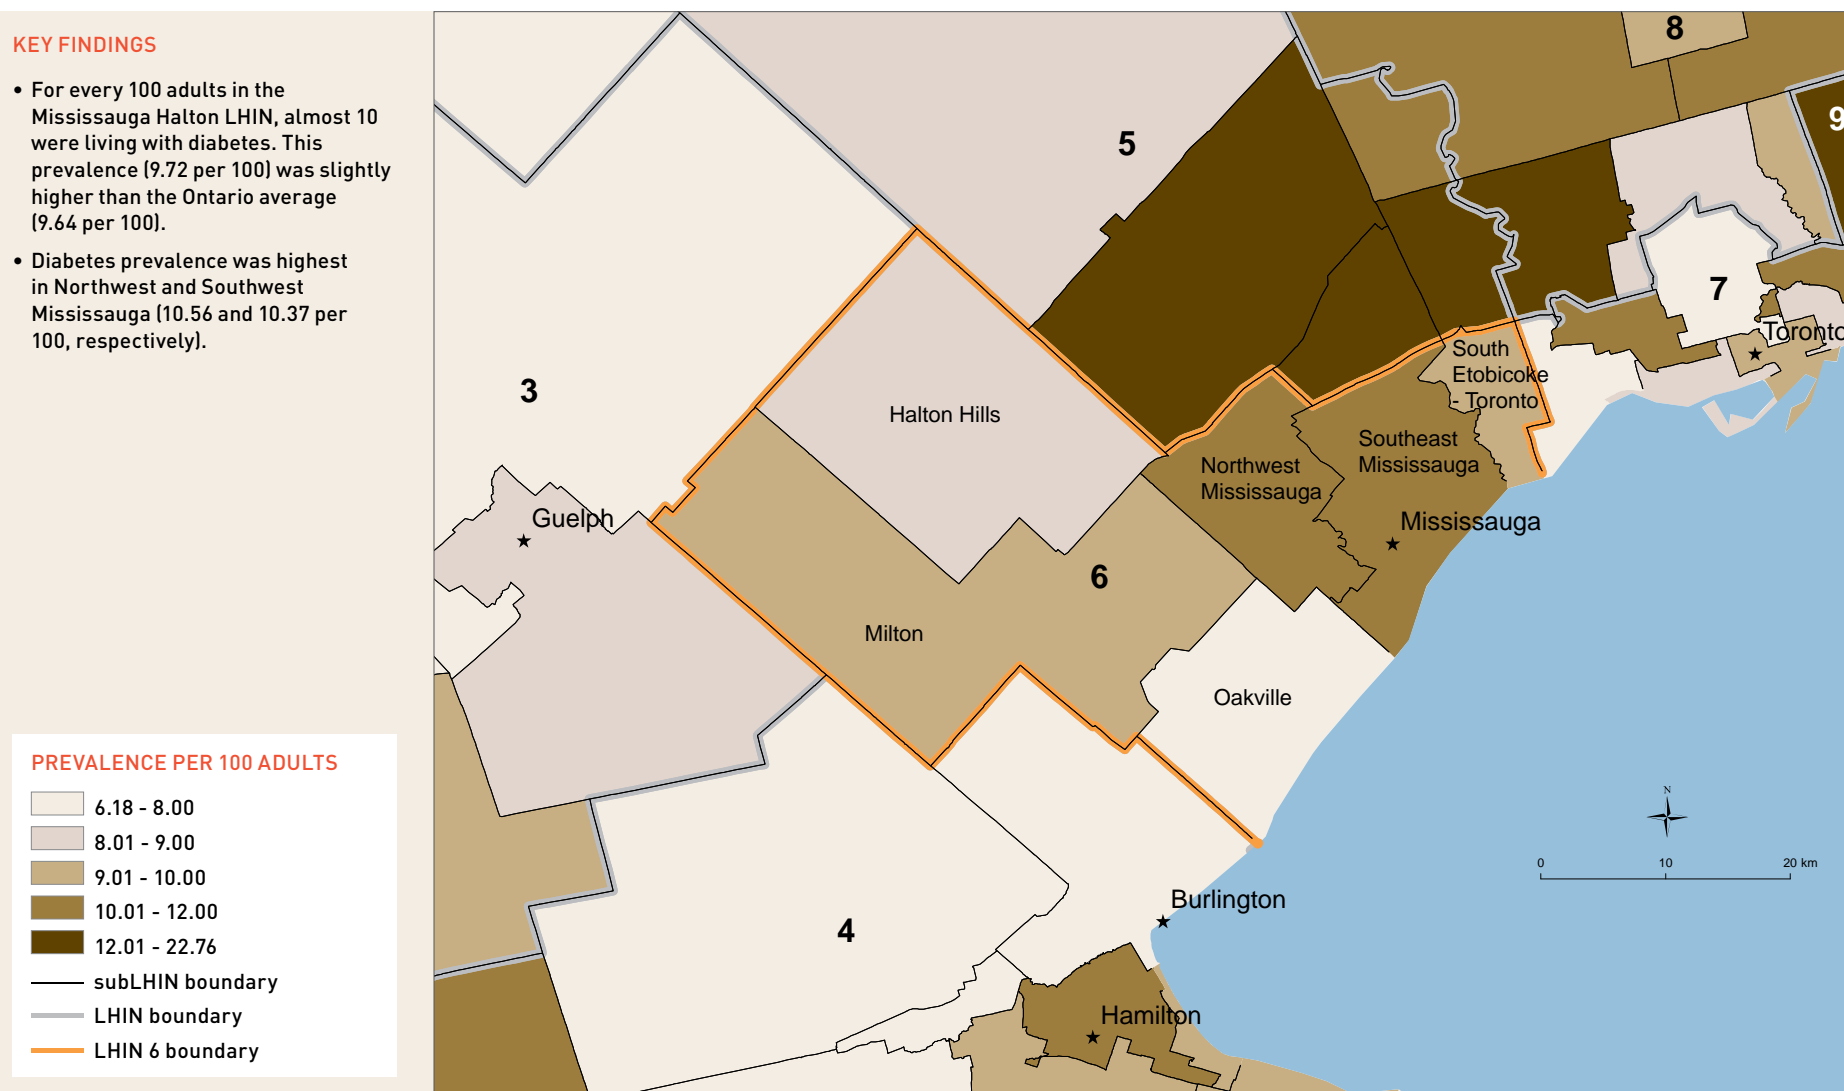 KEY FINDINGS
• For every 100 adults in the
Mississauga Halton LHIN, almost 10
were living with diabetes. This
prevalence (9.72 per 100) was slightly
higher than the Ontario average
(9.64 per 100).
• Diabetes prevalence was highest
in Northwest and Southwest
Mississauga (10.56 and 10.37 per
100, respectively).
PREVALENCE PER 100 ADULTS
6.18 - 8.00
8.01 - 9.00
9.01 - 10.00
10.01 - 12.00
12.01 - 22.76
subLHIN boundary
LHIN boundary
LHIN 6 boundary
8
9
5
7
Toronto
South
Etobicoke
- Toronto
3
Halton Hills
Southeast
Mississauga
Northwest
Mississauga
Guelph
Mississauga
6
Milton
Oakville
N
0 10 20 km
Burlington
4
Hamilton